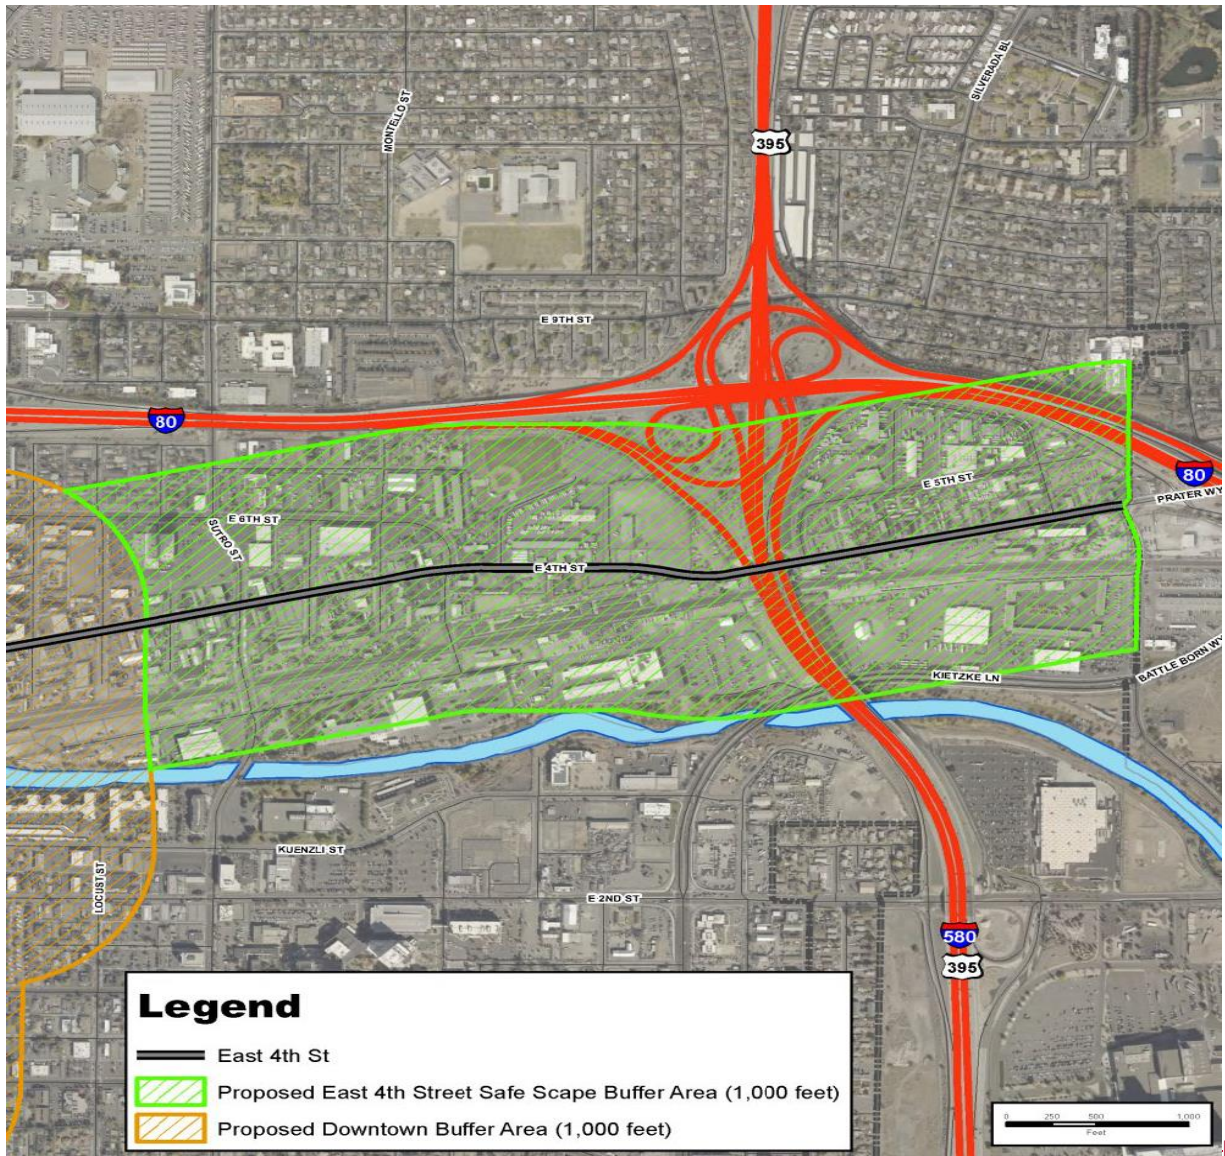 SILVERADA BL
MONTELLO ST
395
E 9TH ST
80
80
E 5TH ST
PRATER WY
E 6TH ST
SUTRO ST
E 4TH ST
BATTLE BORN WY
KIETZKE LN
KUENZLI ST
LOCUST ST
E 2ND ST
580
395
Legend
East 4th St
Proposed East 4th Street Safe Scape Buffer Area (1,000 feet)
Proposed Downtown Buffer Area (1,000 feet)
0 250 500 1,000
Feet